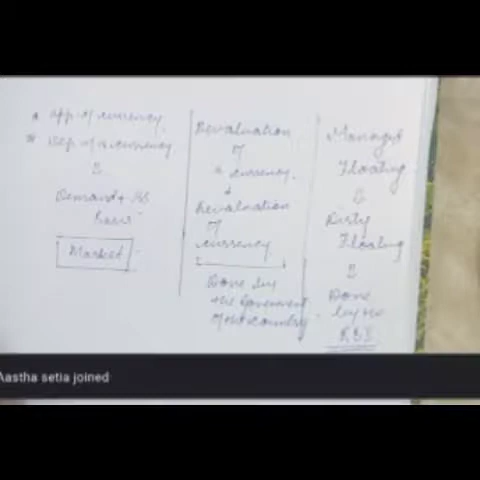 * app. of currency
* Dep. of a currency
Demand & SS
Basis
Market
Devaluation
of
a currency
Revaluation
of
currency
Done by
the Government
of the country
Managed
Floating
Dirty
Floating
Done
by the
RBI
Aastha setia joined